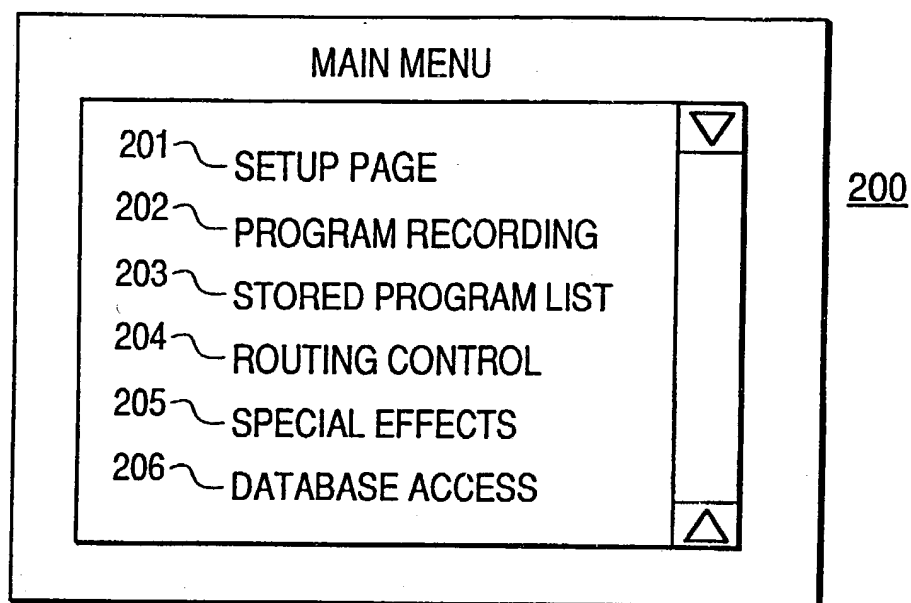 MAIN MENU
201 SETUP PAGE
202 PROGRAM RECORDING
203 STORED PROGRAM LIST
204 ROUTING CONTROL
205 SPECIAL EFFECTS
206 DATABASE ACCESS
200